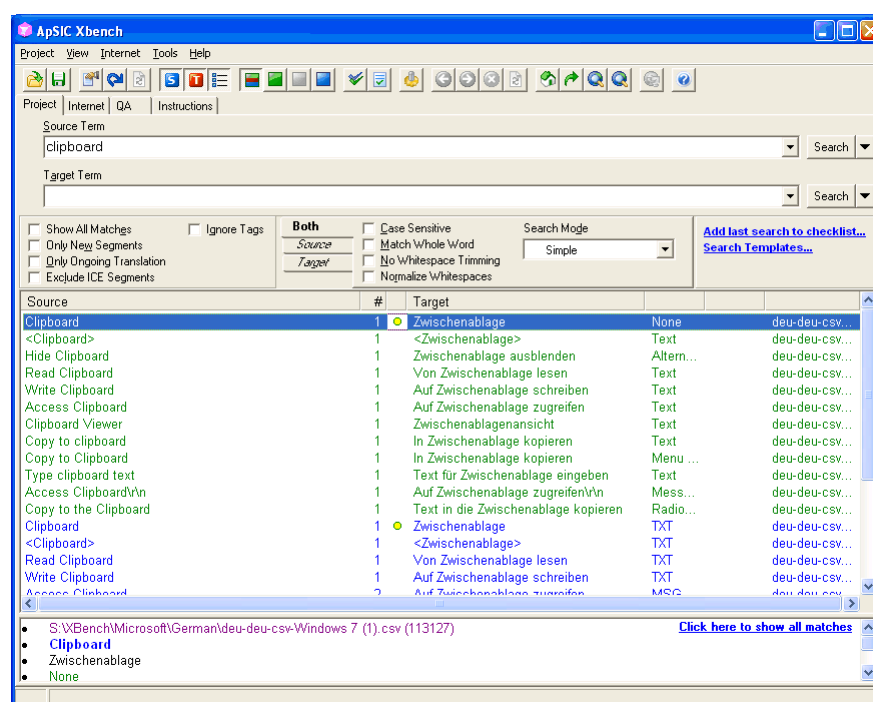 ApSIC Xbench
Project View Internet Tools Help
Project Internet QA Instructions
Source Term
clipboard Search
Target Term
Search
Show All Matches Ignore Tags
Only New Segments
Only Ongoing Translation
Exclude ICE Segments
Both
Source
Target
Case Sensitive
Match Whole Word
No Whitespace Trimming
Normalize Whitespaces
Search Mode
Simple
Add last search to checklist...
Search Templates...
Source # Target
Clipboard 1 Zwischenablage None deu-deu-csv...
<Clipboard> 1 <Zwischenablage> Text deu-deu-csv...
Hide Clipboard 1 Zwischenablage ausblenden Altern... deu-deu-csv...
Read Clipboard 1 Von Zwischenablage lesen Text deu-deu-csv...
Write Clipboard 1 Auf Zwischenablage schreiben Text deu-deu-csv...
Access Clipboard 1 Auf Zwischenablage zugreifen Text deu-deu-csv...
Clipboard Viewer 1 Zwischenablagenansicht Text deu-deu-csv...
Copy to clipboard 1 In Zwischenablage kopieren Text deu-deu-csv...
Copy to Clipboard 1 In Zwischenablage kopieren Menu ... deu-deu-csv...
Type clipboard text 1 Text für Zwischenablage eingeben Text deu-deu-csv...
Access Clipboard\r\n 1 Auf Zwischenablage zugreifen\r\n Mess... deu-deu-csv...
Copy to the Clipboard 1 Text in die Zwischenablage kopieren Radio... deu-deu-csv...
Clipboard 1 Zwischenablage TXT deu-deu-csv...
<Clipboard> 1 <Zwischenablage> TXT deu-deu-csv...
Read Clipboard 1 Von Zwischenablage lesen TXT deu-deu-csv...
Write Clipboard 1 Auf Zwischenablage schreiben TXT deu-deu-csv...
Access Clipboard 2 Auf Zwischenablage zugreifen MSG deu-deu-csv...
S:\XBench\Microsoft\German\deu-deu-csv-Windows 7 (1).csv (113127) Click here to show all matches
Clipboard
Zwischenablage
None